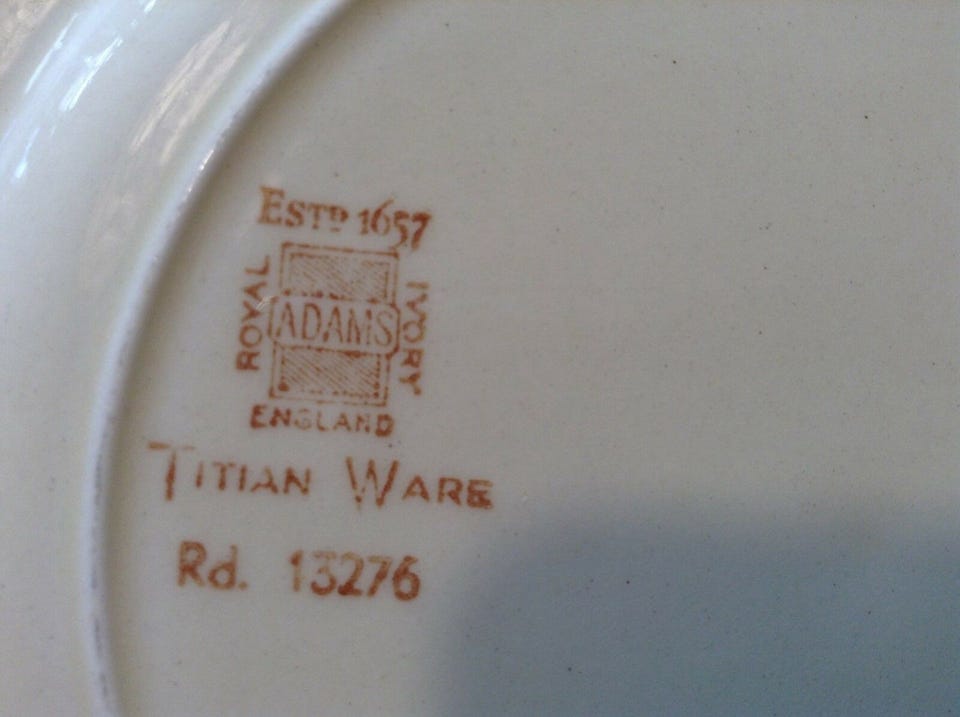 ESTD 1657
ROYAL
ADAMS
IVORY
ENGLAND
TITIAN WARE
Rd. 13276